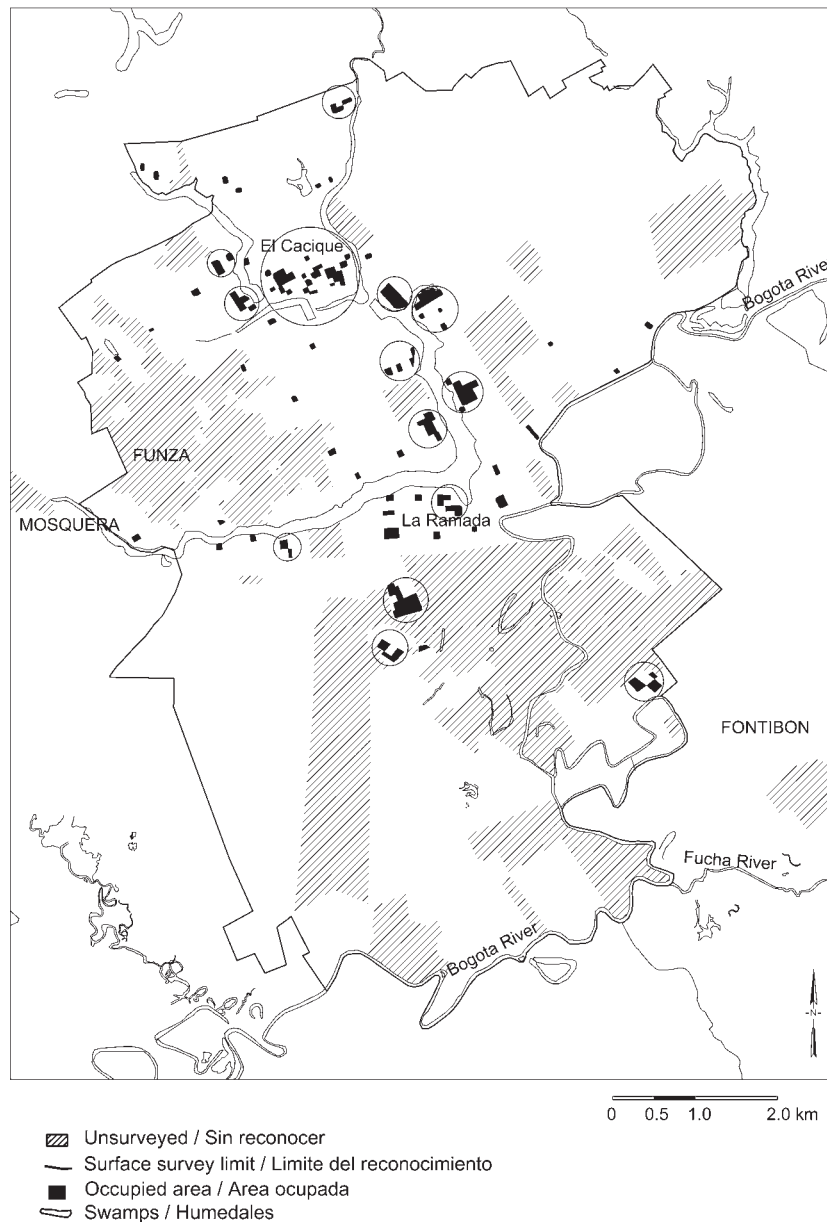 El Cacique
Bogota River
FUNZA
MOSQUERA
La Ramada
FONTIBON
Fucha River
Bogota River
-N-
0 0.5 1.0 2.0 km
Unsurveyed / Sin reconocer
Surface survey limit / Limite del reconocimiento
Occupied area / Area ocupada
Swamps / Humedales